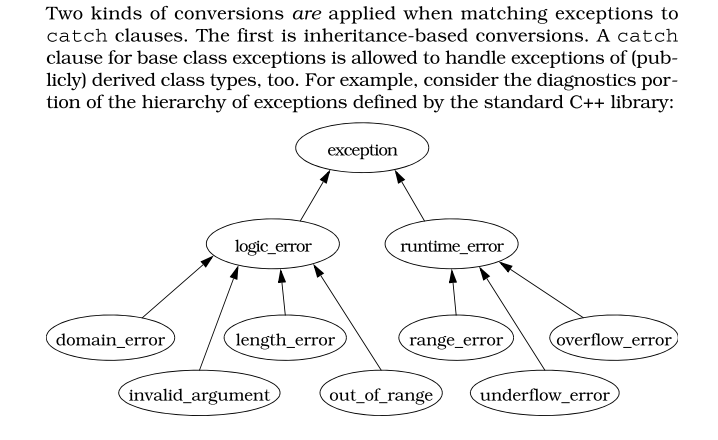 Two kinds of conversions are applied when matching exceptions to
catch clauses. The first is inheritance-based conversions. A catch
clause for base class exceptions is allowed to handle exceptions of (pub-
licly) derived class types, too. For example, consider the diagnostics por-
tion of the hierarchy of exceptions defined by the standard C++ library:
exception
logic_error runtime_error
domain_error length_error range_error overflow_error
invalid_argument out_of_range underflow_error